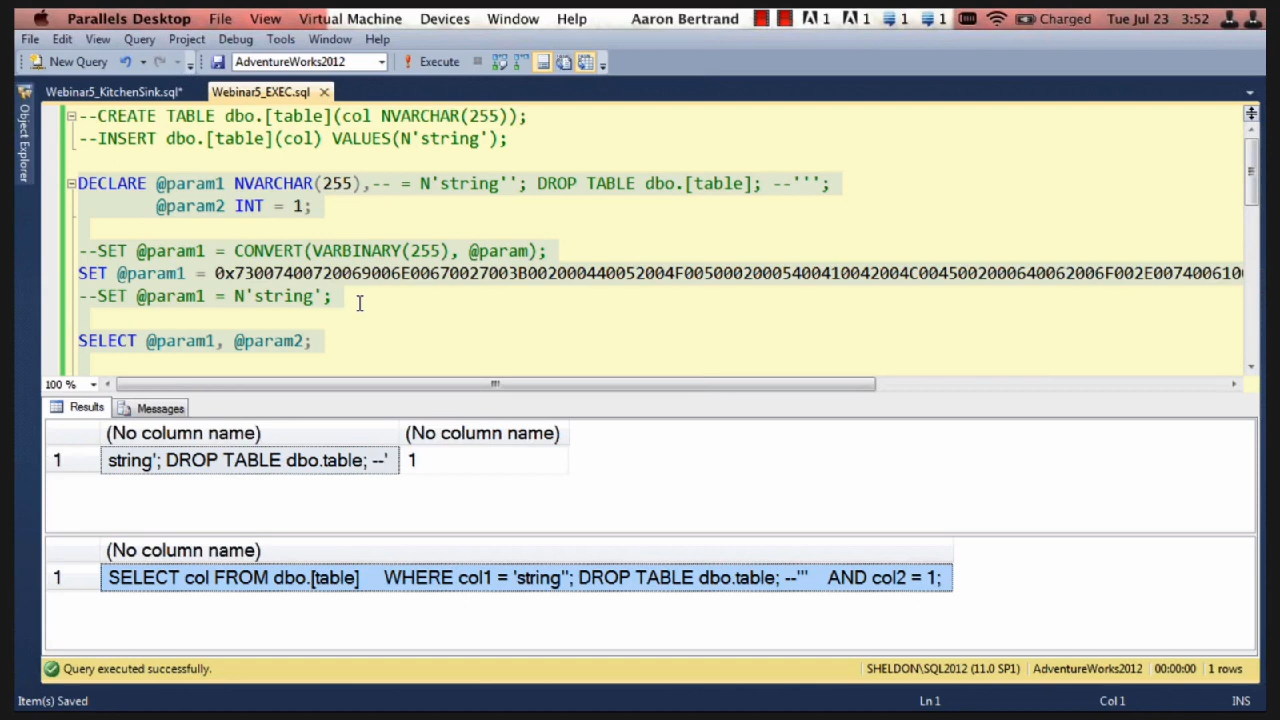 Parallels Desktop File View Virtual Machine Devices Window Help Aaron Bertrand 1 1 1 1 Charged Tue Jul 23 3:52
File Edit View Query Project Debug Tools Window Help
New Query AdventureWorks2012 ! Execute
Webinar5_KitchenSink.sql* Webinar5_EXEC.sql
Object Explorer
--CREATE TABLE dbo.[table](col NVARCHAR(255));
--INSERT dbo.[table](col) VALUES(N'string');
DECLARE @param1 NVARCHAR(255),-- = N'string''; DROP TABLE dbo.[table]; --''';
@param2 INT = 1;
--SET @param1 = CONVERT(VARBINARY(255), @param);
SET @param1 = 0x73007400720069006E00670027003B002000440052004F00500020005400410042004C00450020006400620 06F002E0074006100
--SET @param1 = N'string';
SELECT @param1, @param2;
100 %
Results Messages
(No column name) (No column name)
1 string'; DROP TABLE dbo.table; --' 1
(No column name)
1 SELECT col FROM dbo.[table] WHERE col1 = 'string''; DROP TABLE dbo.table; --''' AND col2 = 1;
Query executed successfully. SHELDON\SQL2012 (11.0 SP1) AdventureWorks2012 00:00:00 1 rows
Item(s) Saved Ln 1 Col 1 INS